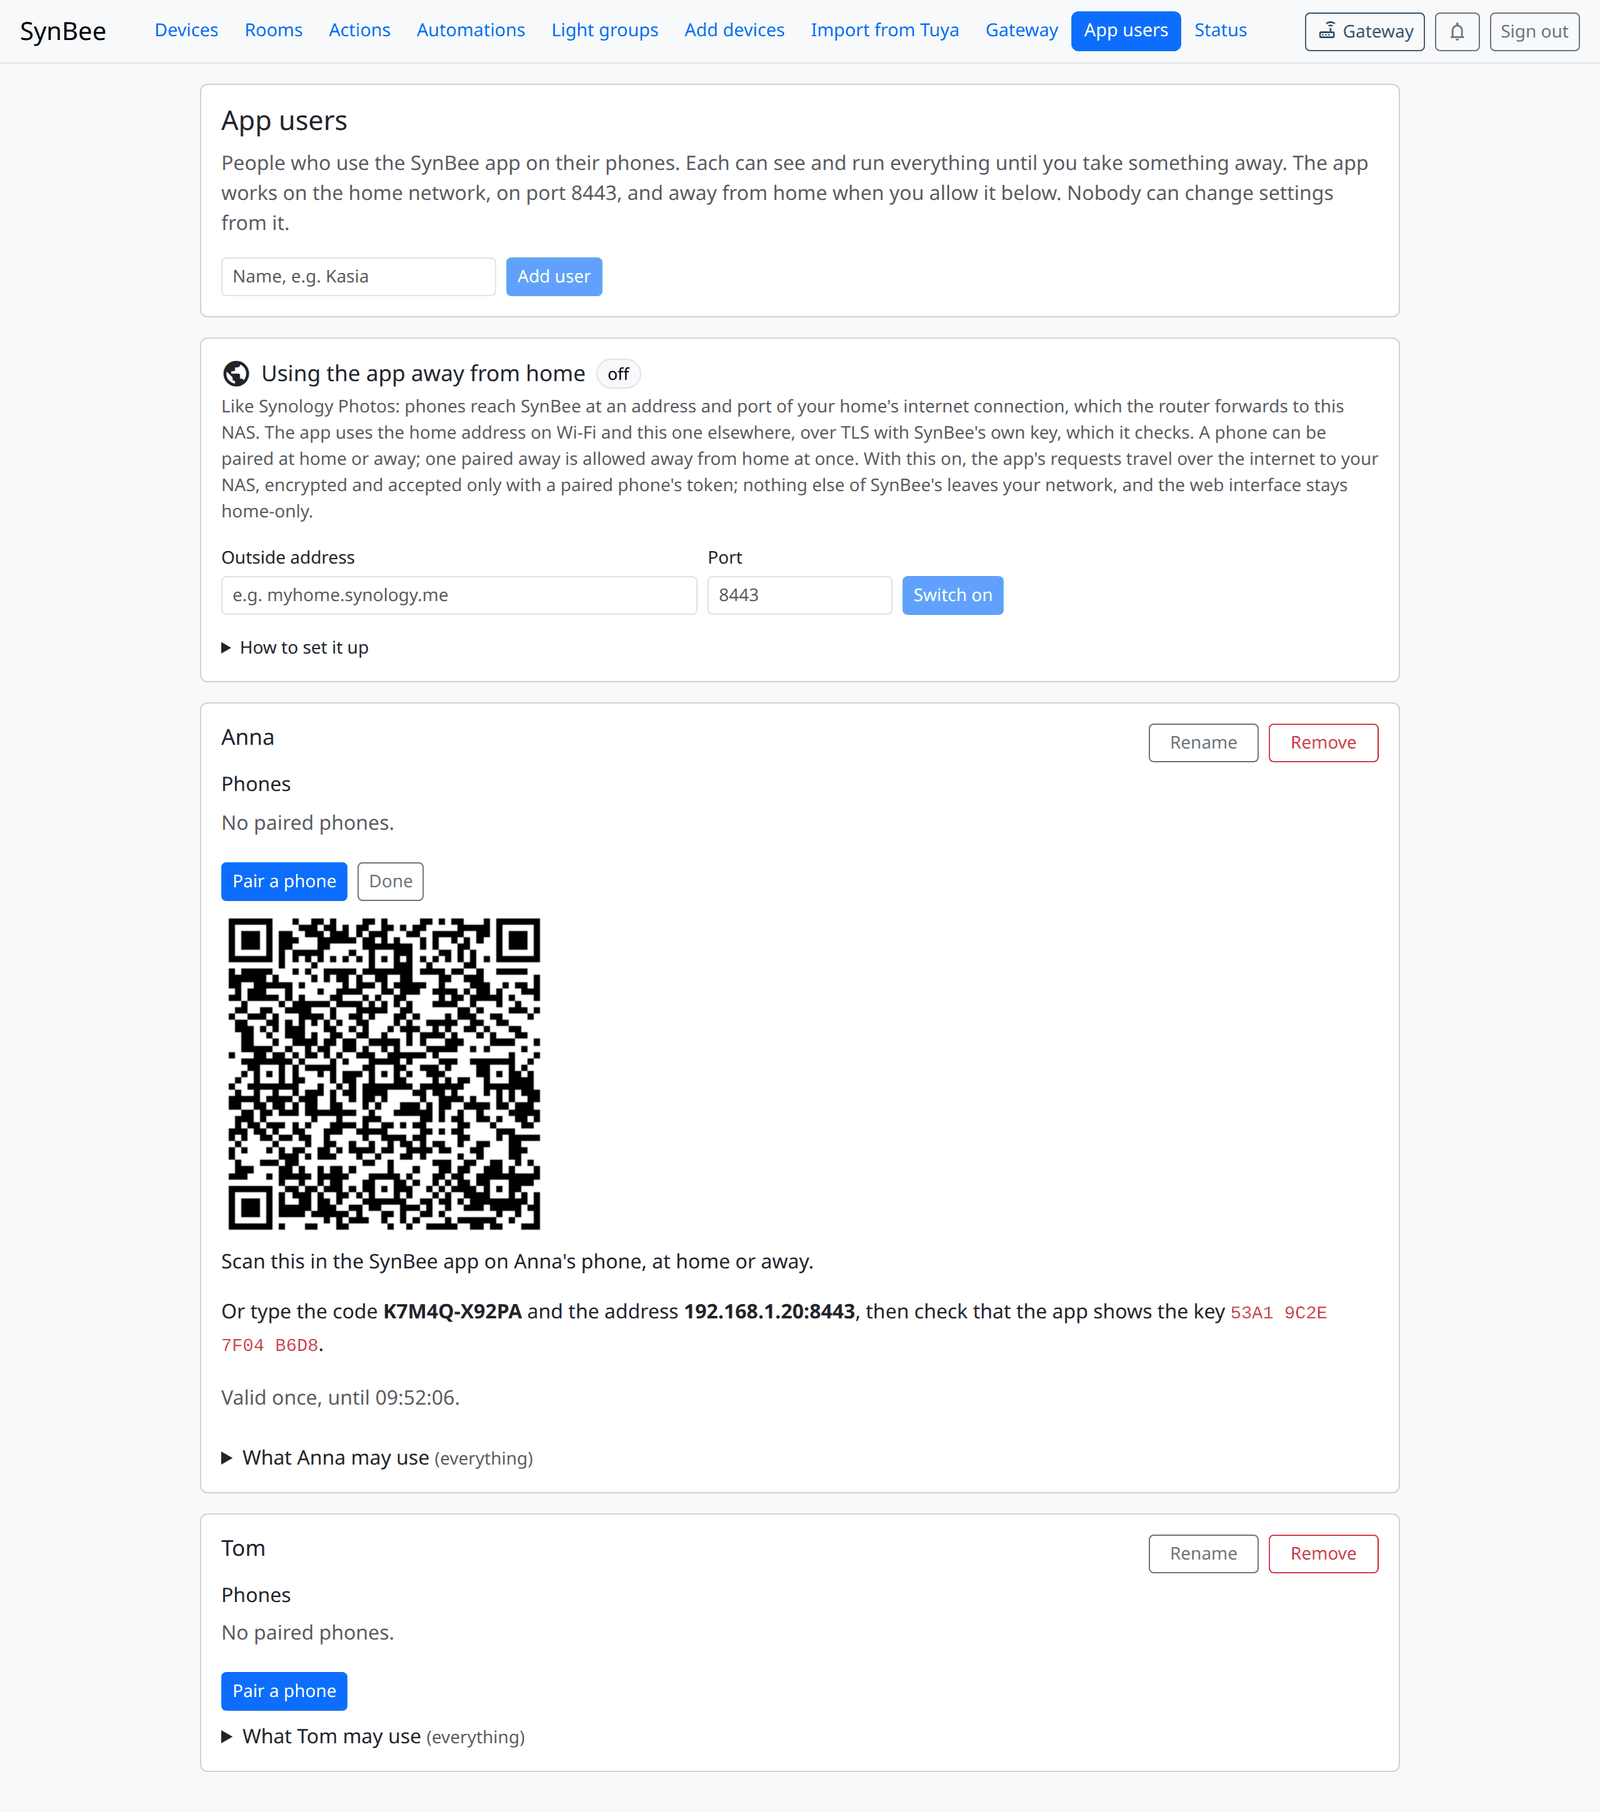 SynBee
Devices
Rooms
Actions
Automations
Light groups
Add devices
Import from Tuya
Gateway
App users
Status
Gateway
Sign out
App users
People who use the SynBee app on their phones. Each can see and run everything until you take something away. The app
works on the home network, on port 8443, and away from home when you allow it below. Nobody can change settings
from it.
Name, e.g. Kasia
Add user
Using the app away from home
off
Like Synology Photos: phones reach SynBee at an address and port of your home's internet connection, which the router forwards to this
NAS. The app uses the home address on Wi-Fi and this one elsewhere, over TLS with SynBee's own key, which it checks. A phone can be
paired at home or away; one paired away is allowed away from home at once. With this on, the app's requests travel over the internet to your
NAS, encrypted and accepted only with a paired phone's token; nothing else of SynBee's leaves your network, and the web interface stays
home-only.
Outside address
Port
e.g. myhome.synology.me
8443
Switch on
How to set it up
Anna
Rename
Remove
Phones
No paired phones.
Pair a phone
Done
Scan this in the SynBee app on Anna's phone, at home or away.
Or type the code K7M4Q-X92PA and the address 192.168.1.20:8443, then check that the app shows the key 53A1 9C2E
7F04 B6D8.
Valid once, until 09:52:06.
What Anna may use (everything)
Tom
Rename
Remove
Phones
No paired phones.
Pair a phone
What Tom may use (everything)